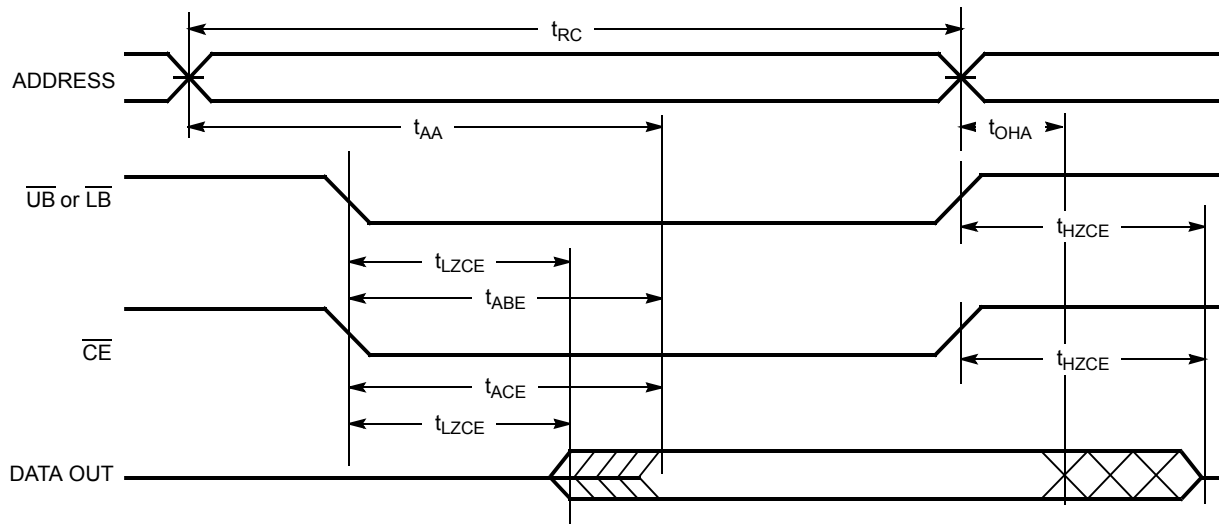 tRC
ADDRESS
tAA
tOHA
UB or LB
tHZCE
tLZCE
tABE
CE
tHZCE
tACE
tLZCE
DATA OUT